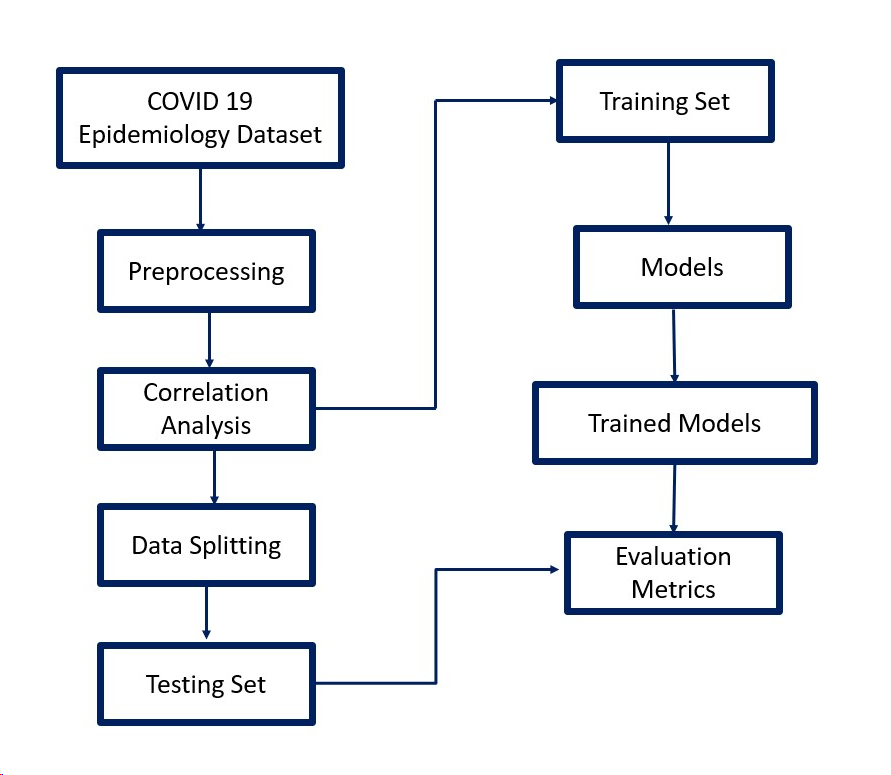 COVID 19
Epidemiology Dataset
Preprocessing
Correlation
Analysis
Data Splitting
Testing Set
Training Set
Models
Trained Models
Evaluation
Metrics